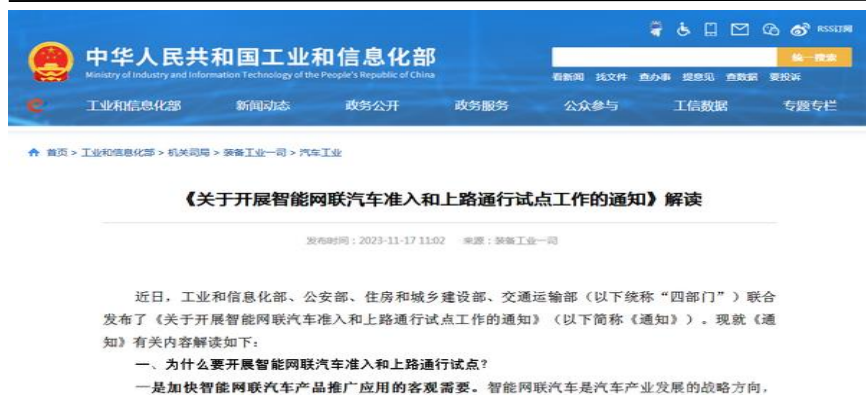 RSS订阅
中华人民共和国工业和信息化部
Ministry of Industry and Information Technology of the People's Republic of China
统一搜索
看新闻 找文件 查办事 提意见 查数据 要投诉
工业和信息化部 新闻动态 政务公开 政务服务 公众参与 工信数据 专题专栏
首页 > 工业和信息化部 > 机关司局 > 装备工业一司 > 汽车工业
《关于开展智能网联汽车准入和上路通行试点工作的通知》解读
发布时间：2023-11-17 11:02 来源：装备工业一司
近日，工业和信息化部、公安部、住房和城乡建设部、交通运输部（以下统称“四部门”）联合
发布了《关于开展智能网联汽车准入和上路通行试点工作的通知》（以下简称《通知》）。现就《通
知》有关内容解读如下：
一、为什么要开展智能网联汽车准入和上路通行试点？
一是加快智能网联汽车产品推广应用的客观需要。智能网联汽车是汽车产业发展的战略方向，